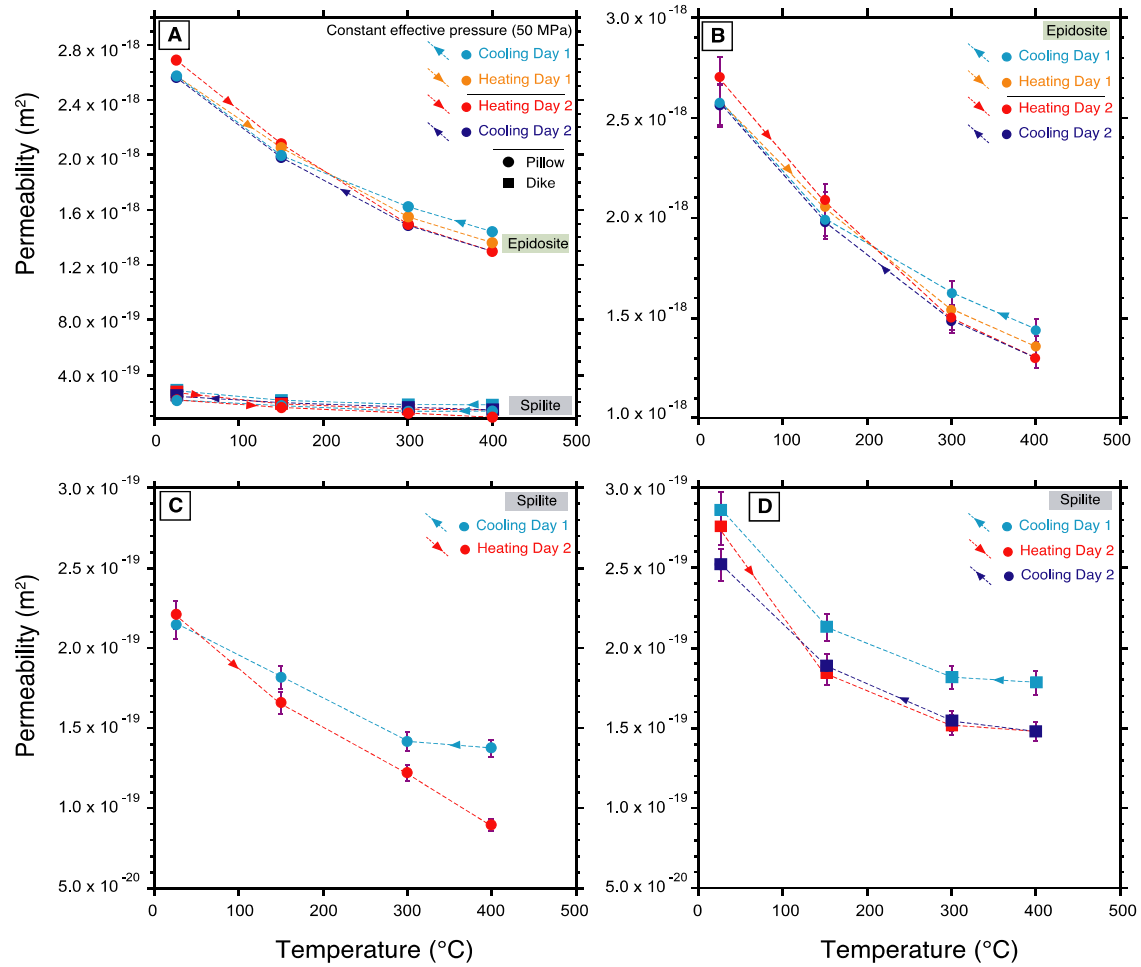 A
Constant effective pressure (50 MPa)
Cooling Day 1
Heating Day 1
Heating Day 2
Cooling Day 2
Pillow
Dike
Epidosite
Spilite
2.8 x 10 -18
2.4 x 10 -18
2.0 x 10 -18
1.6 x 10 -18
1.2 x 10 -18
8.0 x 10 -19
4.0 x 10 -19
Permeability (m²)
0 100 200 300 400 500
B
Epidosite
Cooling Day 1
Heating Day 1
Heating Day 2
Cooling Day 2
3.0 x 10 -18
2.5 x 10 -18
2.0 x 10 -18
1.5 x 10 -18
1.0 x 10 -18
0 100 200 300 400 500
C
Spilite
Cooling Day 1
Heating Day 2
3.0 x 10 -19
2.5 x 10 -19
2.0 x 10 -19
1.5 x 10 -19
1.0 x 10 -19
5.0 x 10 -20
Permeability (m²)
0 100 200 300 400 500
Temperature (°C)
D
Spilite
Cooling Day 1
Heating Day 2
Cooling Day 2
3.0 x 10 -19
2.5 x 10 -19
2.0 x 10 -19
1.5 x 10 -19
1.0 x 10 -19
5.0 x 10 -20
0 100 200 300 400 500
Temperature (°C)